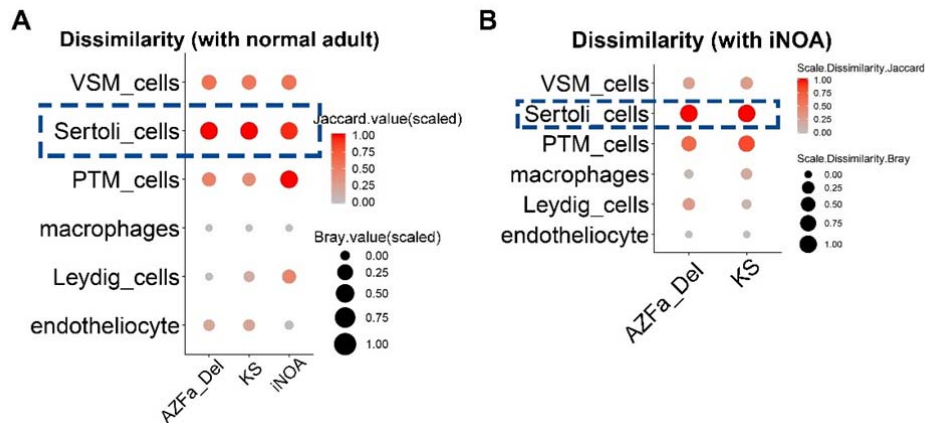 A
Dissimilarity (with normal adult)
VSM_cells
Sertoli_cells
PTM_cells
macrophages
Leydig_cells
endotheliocyte
AZFa_Del
KS
iNOA
Jaccard.value(scaled)
1.00
0.75
0.50
0.25
0.00
Bray.value(scaled)
0.00
0.25
0.50
0.75
1.00
B
Dissimilarity (with iNOA)
VSM_cells
Sertoli_cells
PTM_cells
macrophages
Leydig_cells
endotheliocyte
AZFa_Del
KS
Scale.Dissimilarity.Jaccard
1.00
0.75
0.50
0.25
0.00
Scale.Dissimilarity.Bray
0.00
0.25
0.50
0.75
1.00